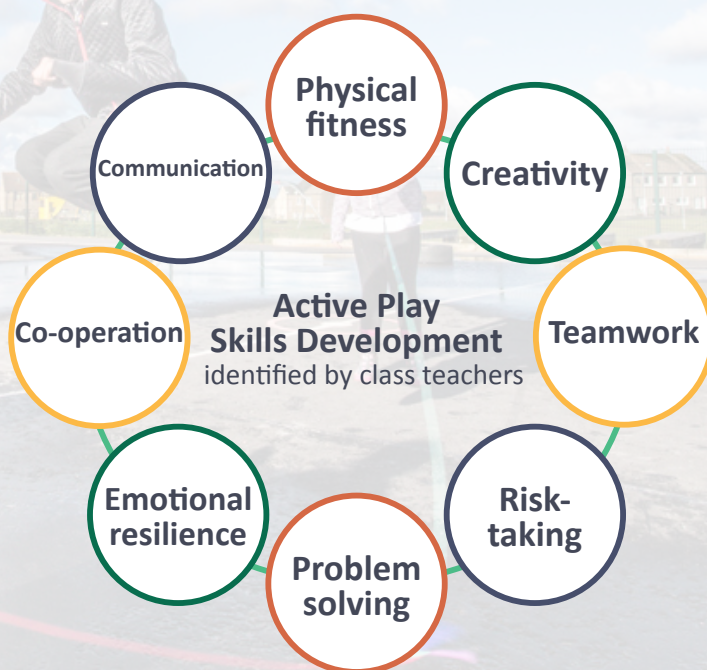 Physical
fitness
Creativity
Teamwork
Risk-
taking
Problem
solving
Emotional
resilience
Co-operation
Communication
Active Play
Skills Development
identified by class teachers